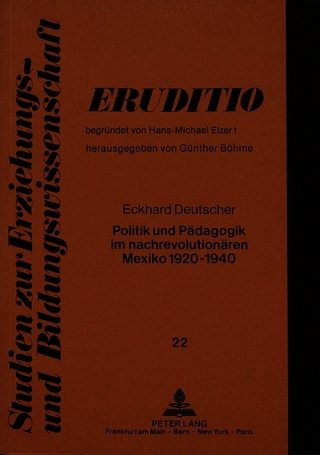 Studien zur Erziehungs-
und Bildungswissenschaft
ERUDITIO
begründet von Hans-Michael Elzer †
herausgegeben von Günther Böhme
Eckhard Deutscher
Politik und Pädagogik
im nachrevolutionären
Mexiko 1920-1940
22
PETER LANG
Frankfurt am Main · Bern · New York · Paris